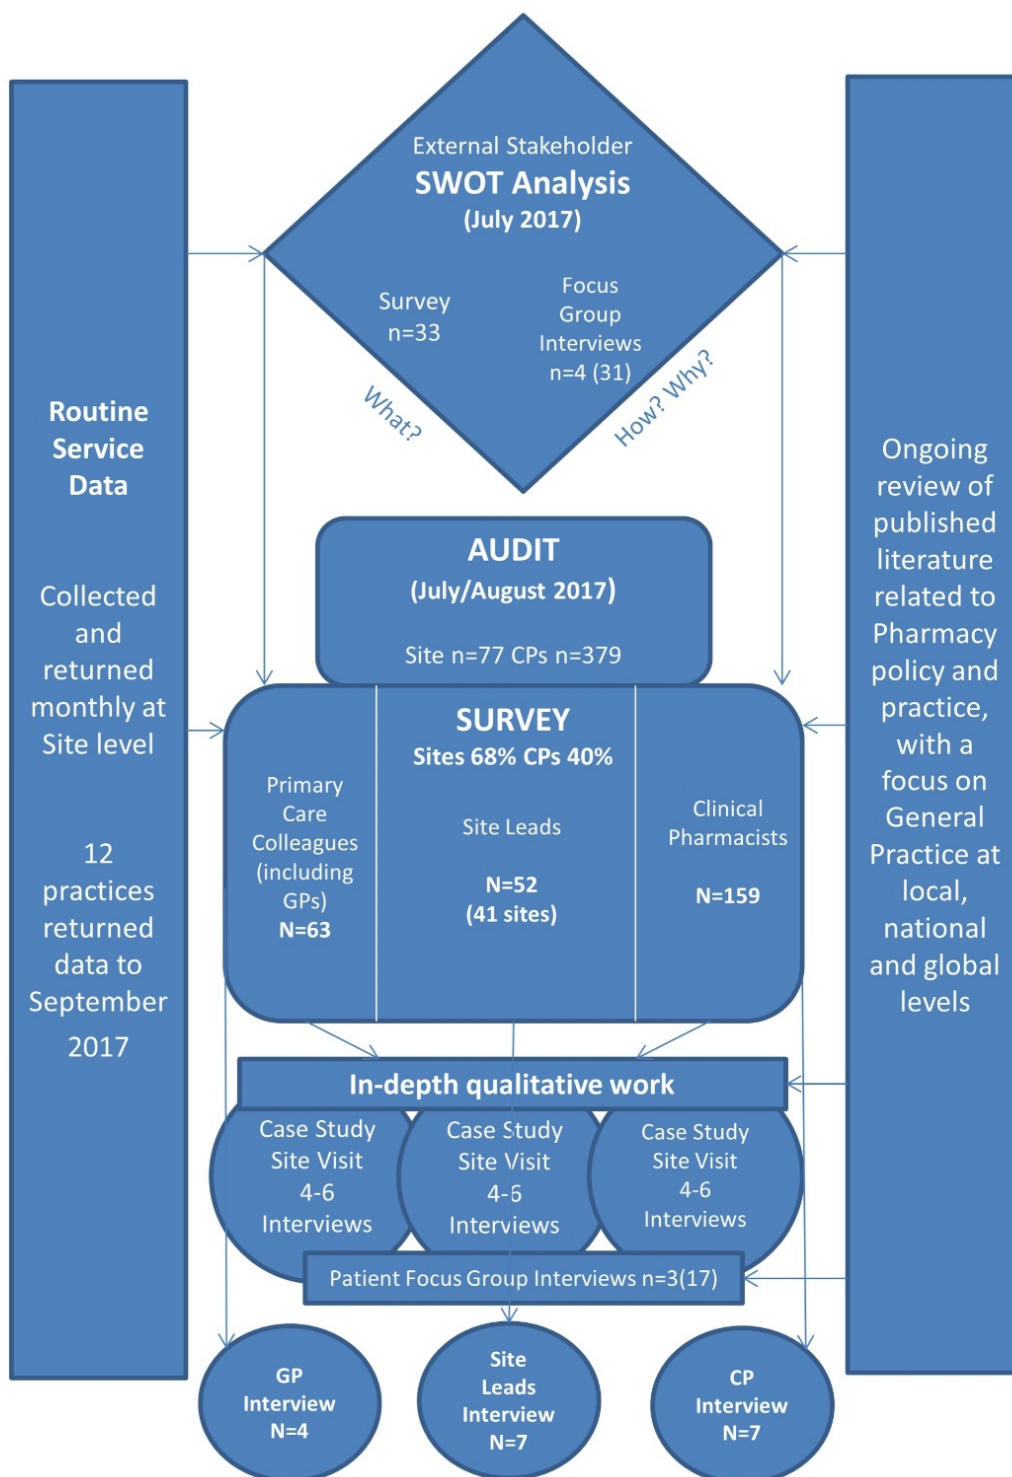 External Stakeholder
SWOT Analysis
(July 2017)
Survey
n=33
Focus
Group
Interviews
n=4 (31)
What?
How? Why?
Routine
Service
Data
Collected
and
returned
monthly at
Site level
12
practices
returned
data to
September
2017
AUDIT
(July/August 2017)
Site n=77 CPs n=379
SURVEY
Sites 68% CPs 40%
Primary
Care
Colleagues
(including
GPs)
N=63
Site Leads
N=52
(41 sites)
Clinical
Pharmacists
N=159
Ongoing
review of
published
literature
related to
Pharmacy
policy and
practice,
with a
focus on
General
Practice at
local,
national
and global
levels
In-depth qualitative work
Case Study
Site Visit
4-6
Interviews
Case Study
Site Visit
4-6
Interviews
Case Study
Site Visit
4-6
Interviews
Patient Focus Group Interviews n=3(17)
GP
Interview
N=4
Site
Leads
Interview
N=7
CP
Interview
N=7